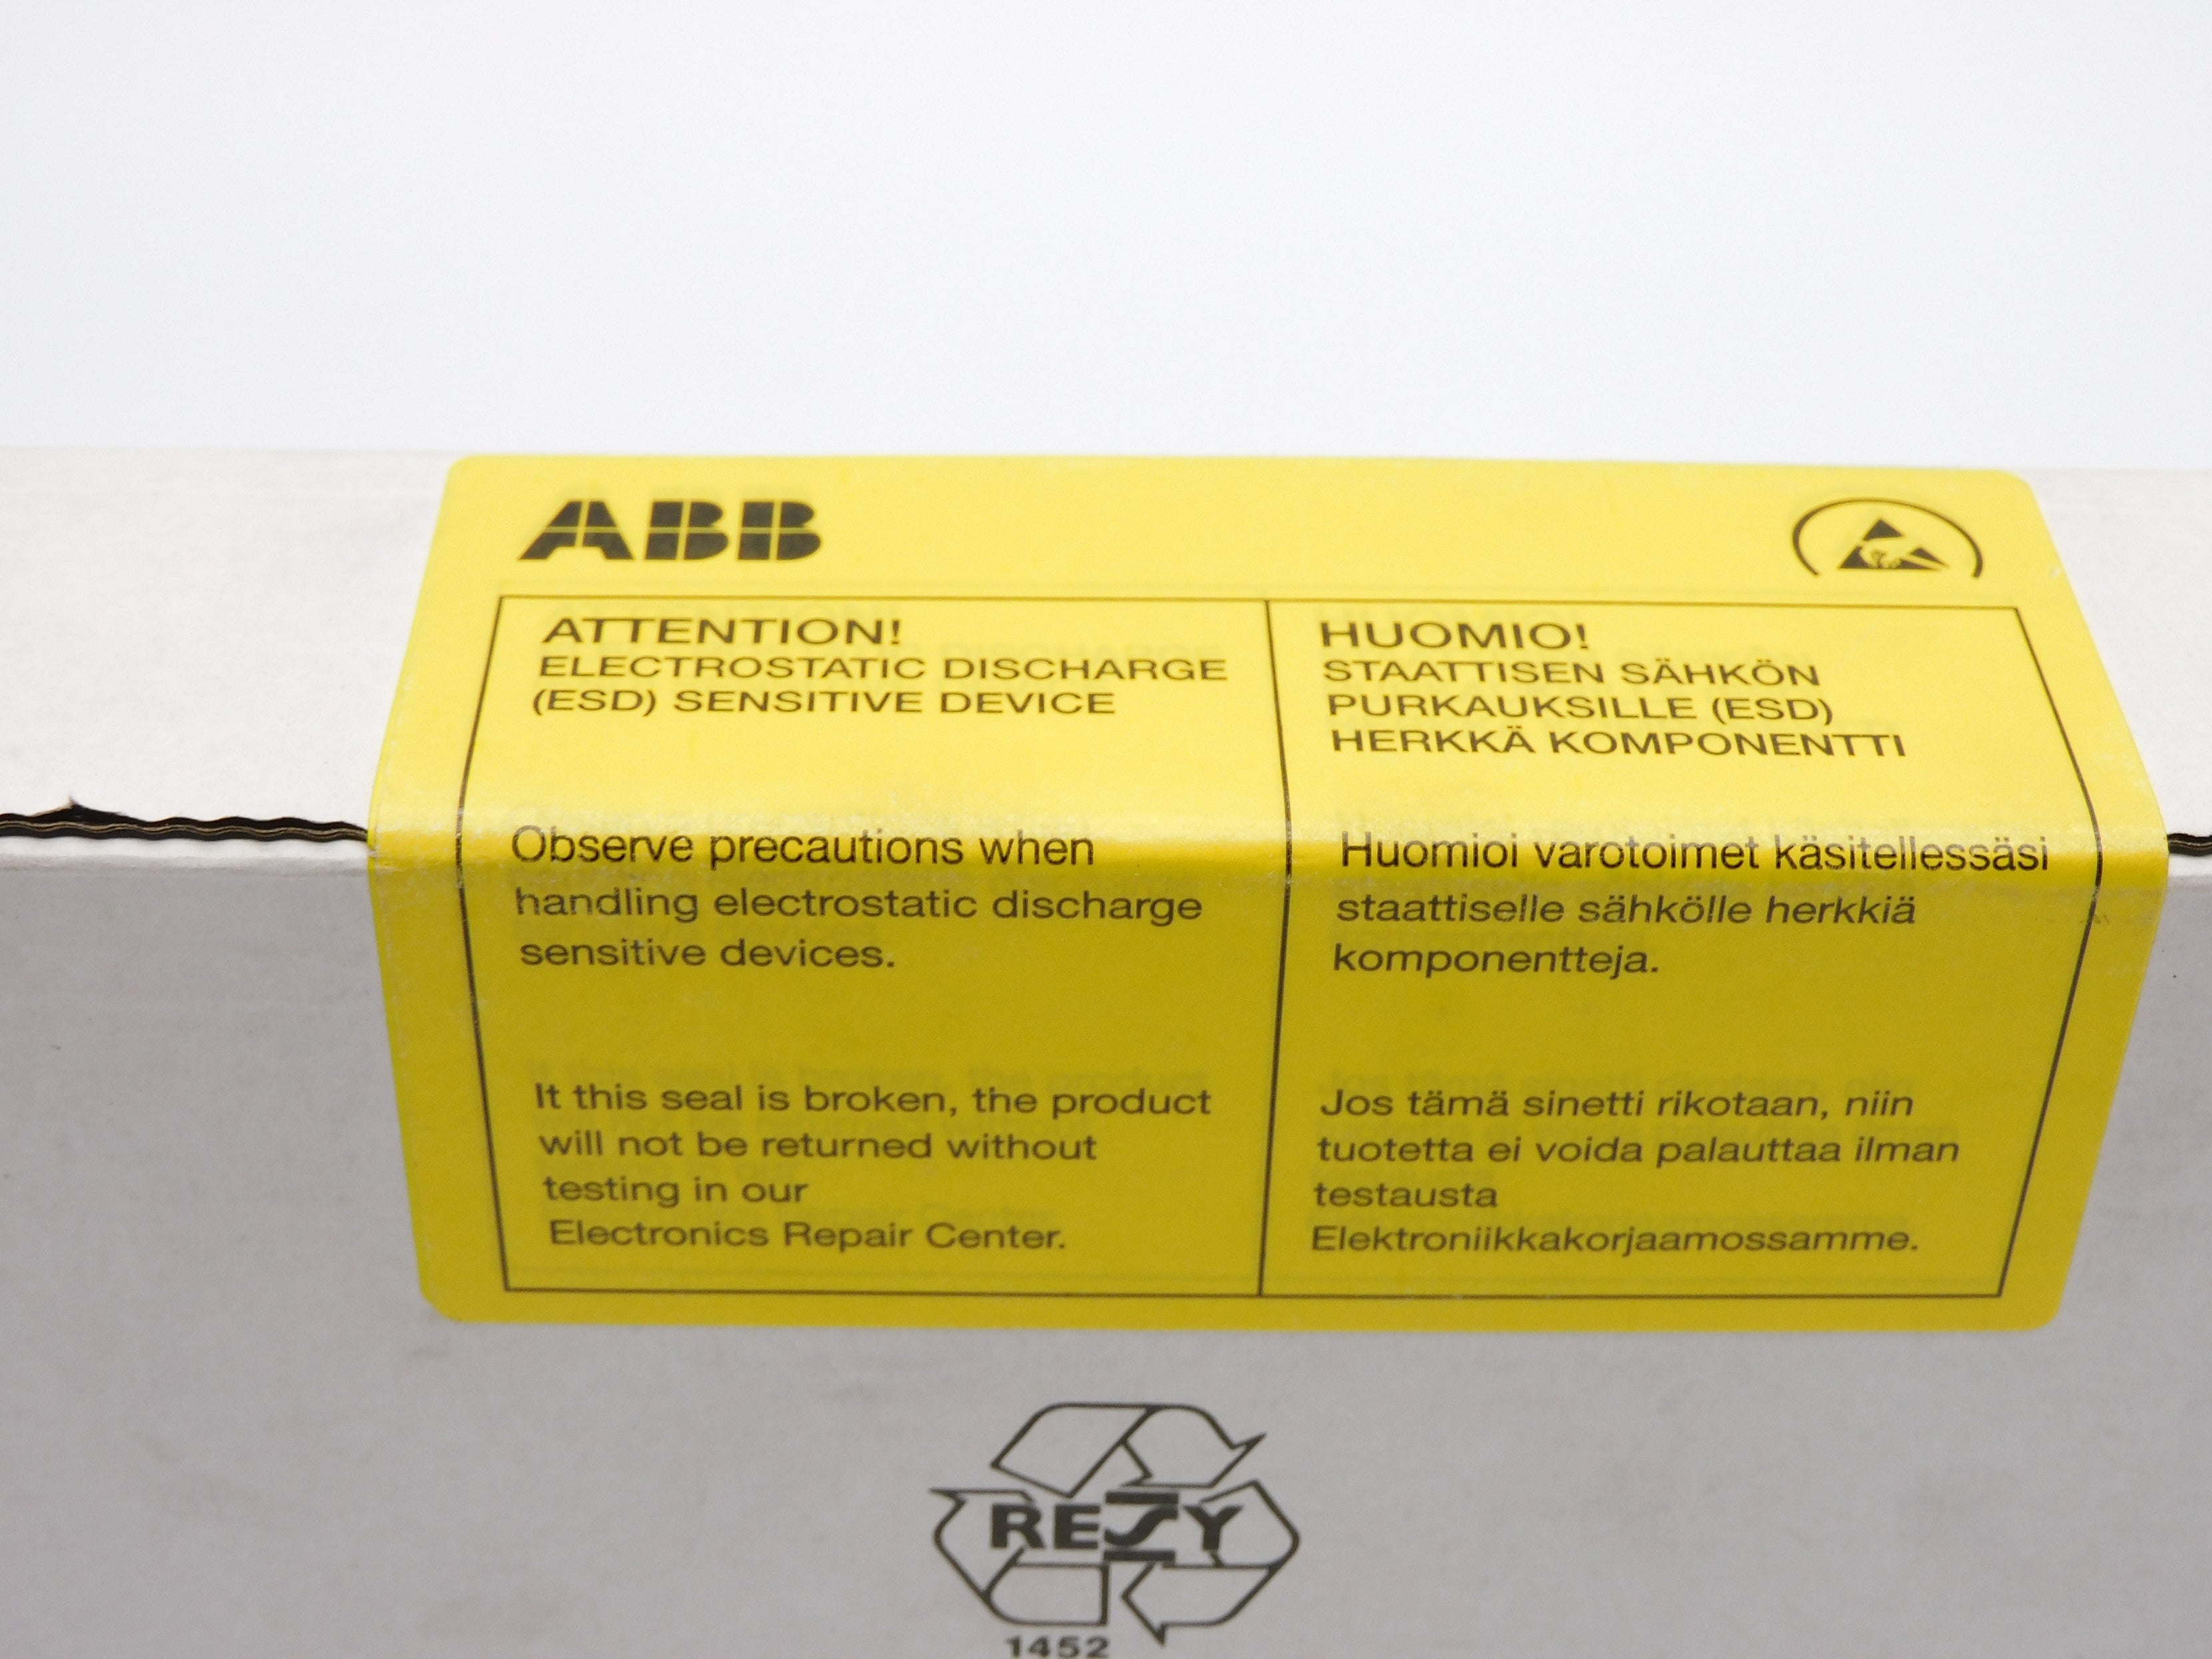 ABB
ATTENTION!
ELECTROSTATIC DISCHARGE
(ESD) SENSITIVE DEVICE
Observe precautions when
handling electrostatic discharge
sensitive devices.
It this seal is broken, the product
will not be returned without
testing in our
Electronics Repair Center.
HUOMIO!
STAATTISEN SÄHKÖN
PURKAUKSILLE (ESD)
HERKKÄ KOMPONENTTI
Huomioi varotoimet käsitellessäsi
staattiselle sähkölle herkkiä
komponentteja.
Jos tämä sinetti rikotaan, niin
tuotetta ei voida palauttaa ilman
testausta
Elektroniikkakorjaamossamme.
RESY
1452